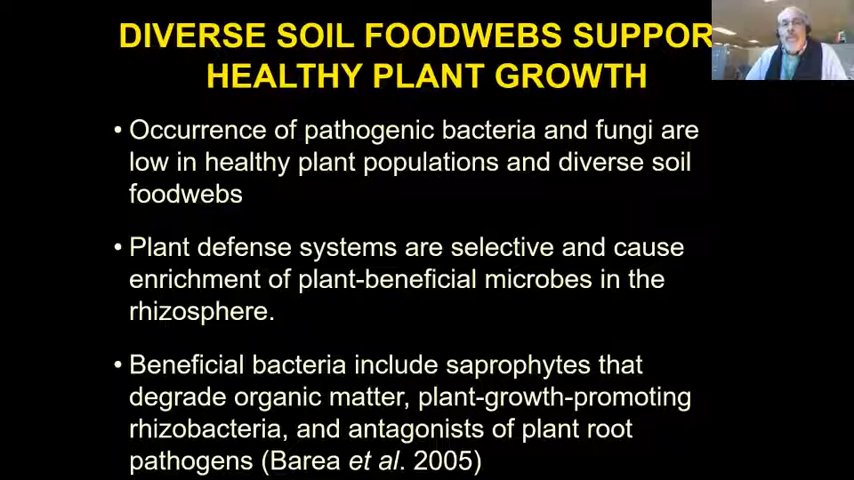 DIVERSE SOIL FOODWEBS SUPPOR
HEALTHY PLANT GROWTH
• Occurrence of pathogenic bacteria and fungi are
low in healthy plant populations and diverse soil
foodwebs
• Plant defense systems are selective and cause
enrichment of plant-beneficial microbes in the
rhizosphere.
• Beneficial bacteria include saprophytes that
degrade organic matter, plant-growth-promoting
rhizobacteria, and antagonists of plant root
pathogens (Barea et al. 2005)